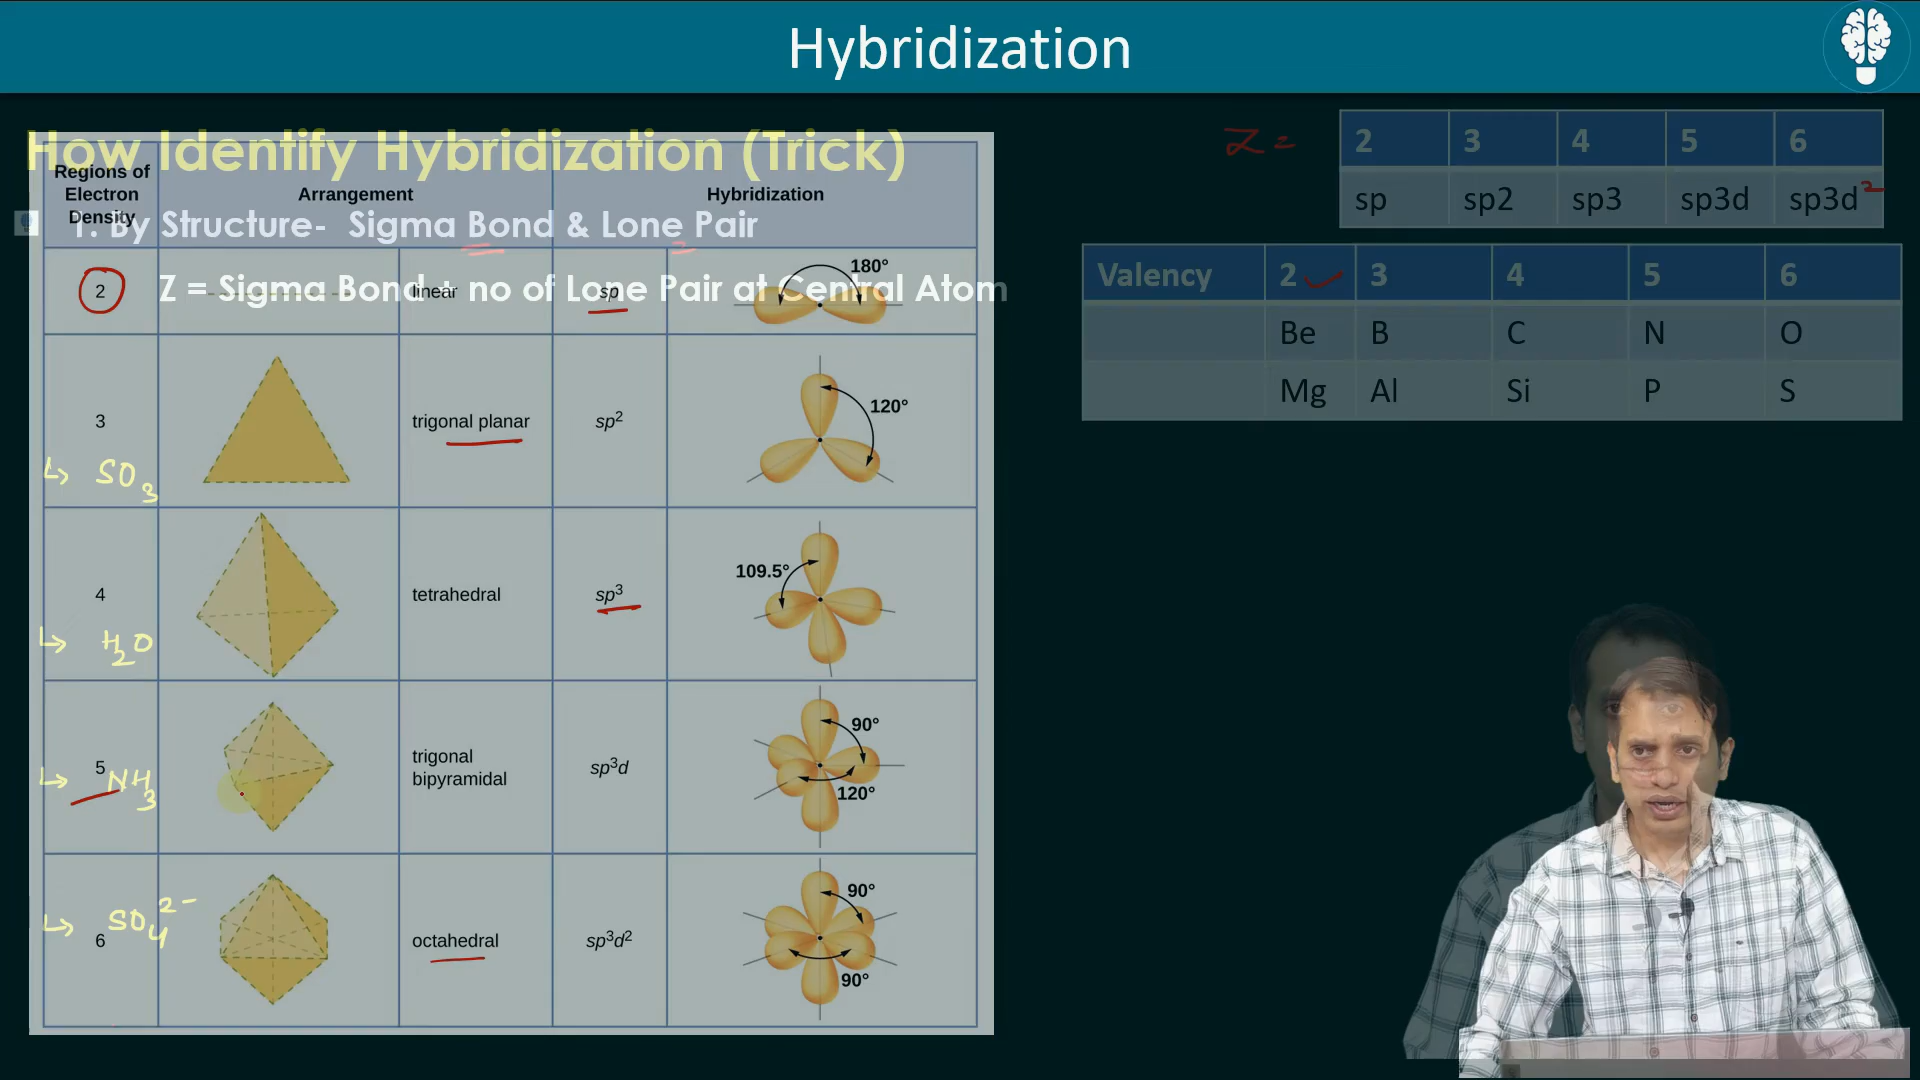 Hybridization
How Identify Hybridization (Trick)
1. By Structure- Sigma Bond & Lone Pair
Z = Sigma Bond + no of Lone Pair at Central Atom
Regions of Electron Density Arrangement Hybridization
2 linear sp 180°
3 trigonal planar sp² 120°
↳ SO₃
4 tetrahedral sp³ 109.5°
↳ H₂O
5 trigonal bipyramidal sp³d 90° 120°
↳ NH₃
6 octahedral sp³d² 90° 90°
↳ SO₄²⁻
Z = 2 3 4 5 6
sp sp2 sp3 sp3d sp3d²
Valency 2 3 4 5 6
Be B C N O
Mg Al Si P S